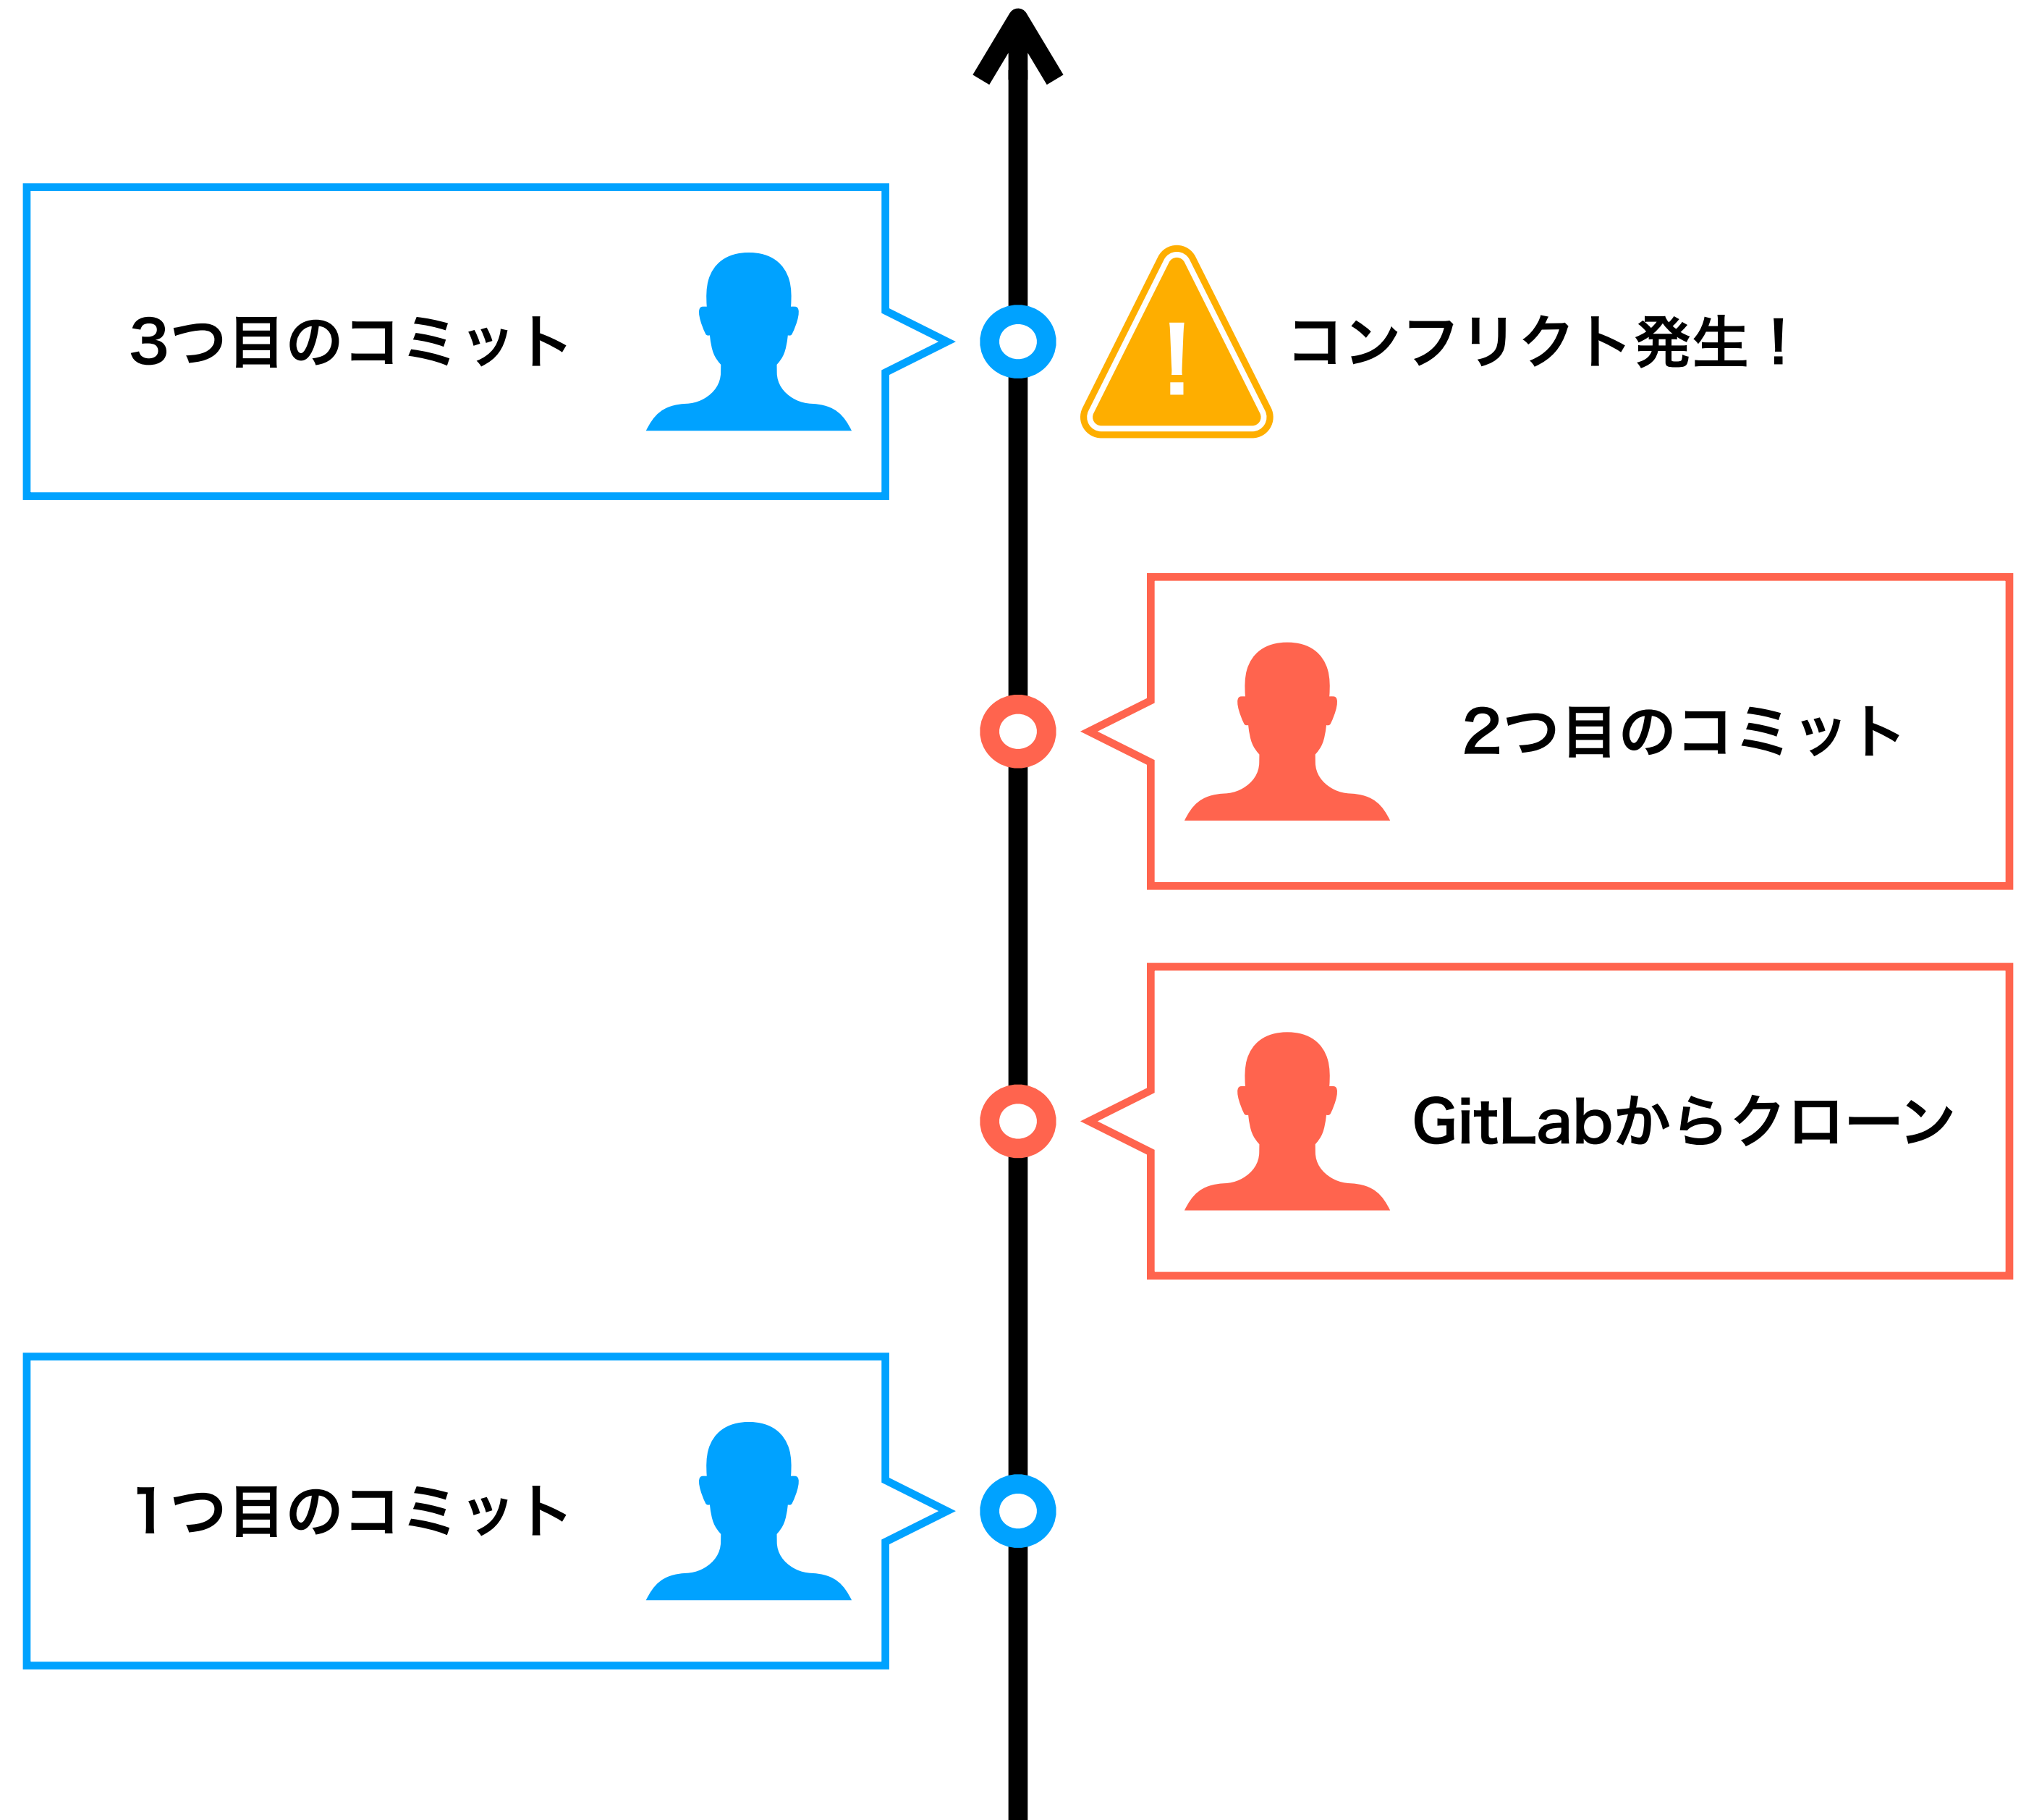 3つ目のコミット
コンフリクト発生！
2つ目のコミット
GitLabからクローン
1つ目のコミット